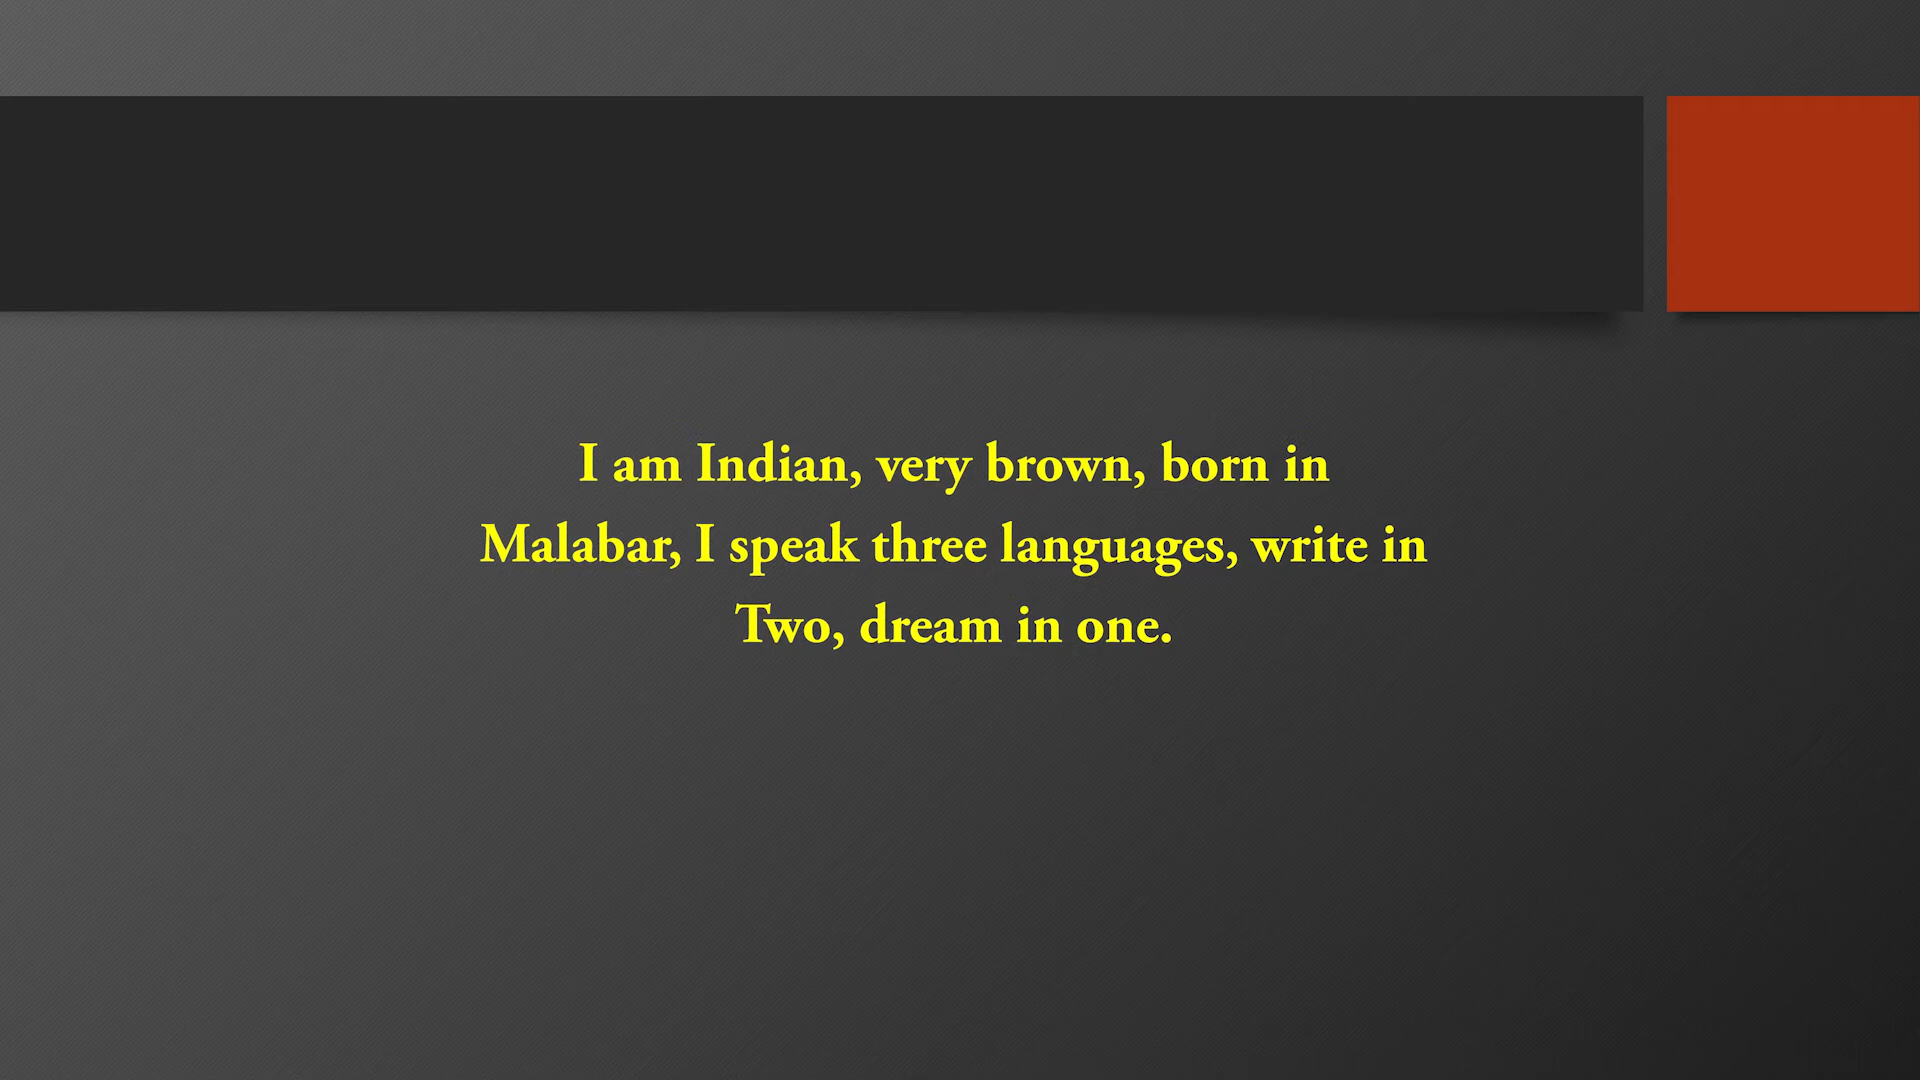 I am Indian, very brown, born in
Malabar, I speak three languages, write in
Two, dream in one.